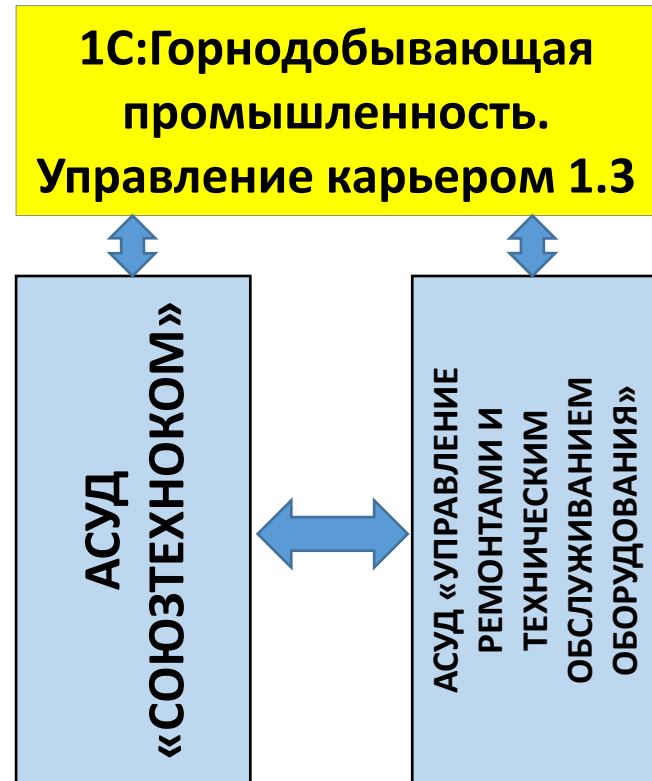 1С:Горнодобывающая
промышленность.
Управление карьером 1.3
АСУД
«СОЮЗТЕХНОКОМ»
АСУД «УПРАВЛЕНИЕ
РЕМОНТАМИ И
ТЕХНИЧЕСКИМ
ОБСЛУЖИВАНИЕМ
ОБОРУДОВАНИЯ»